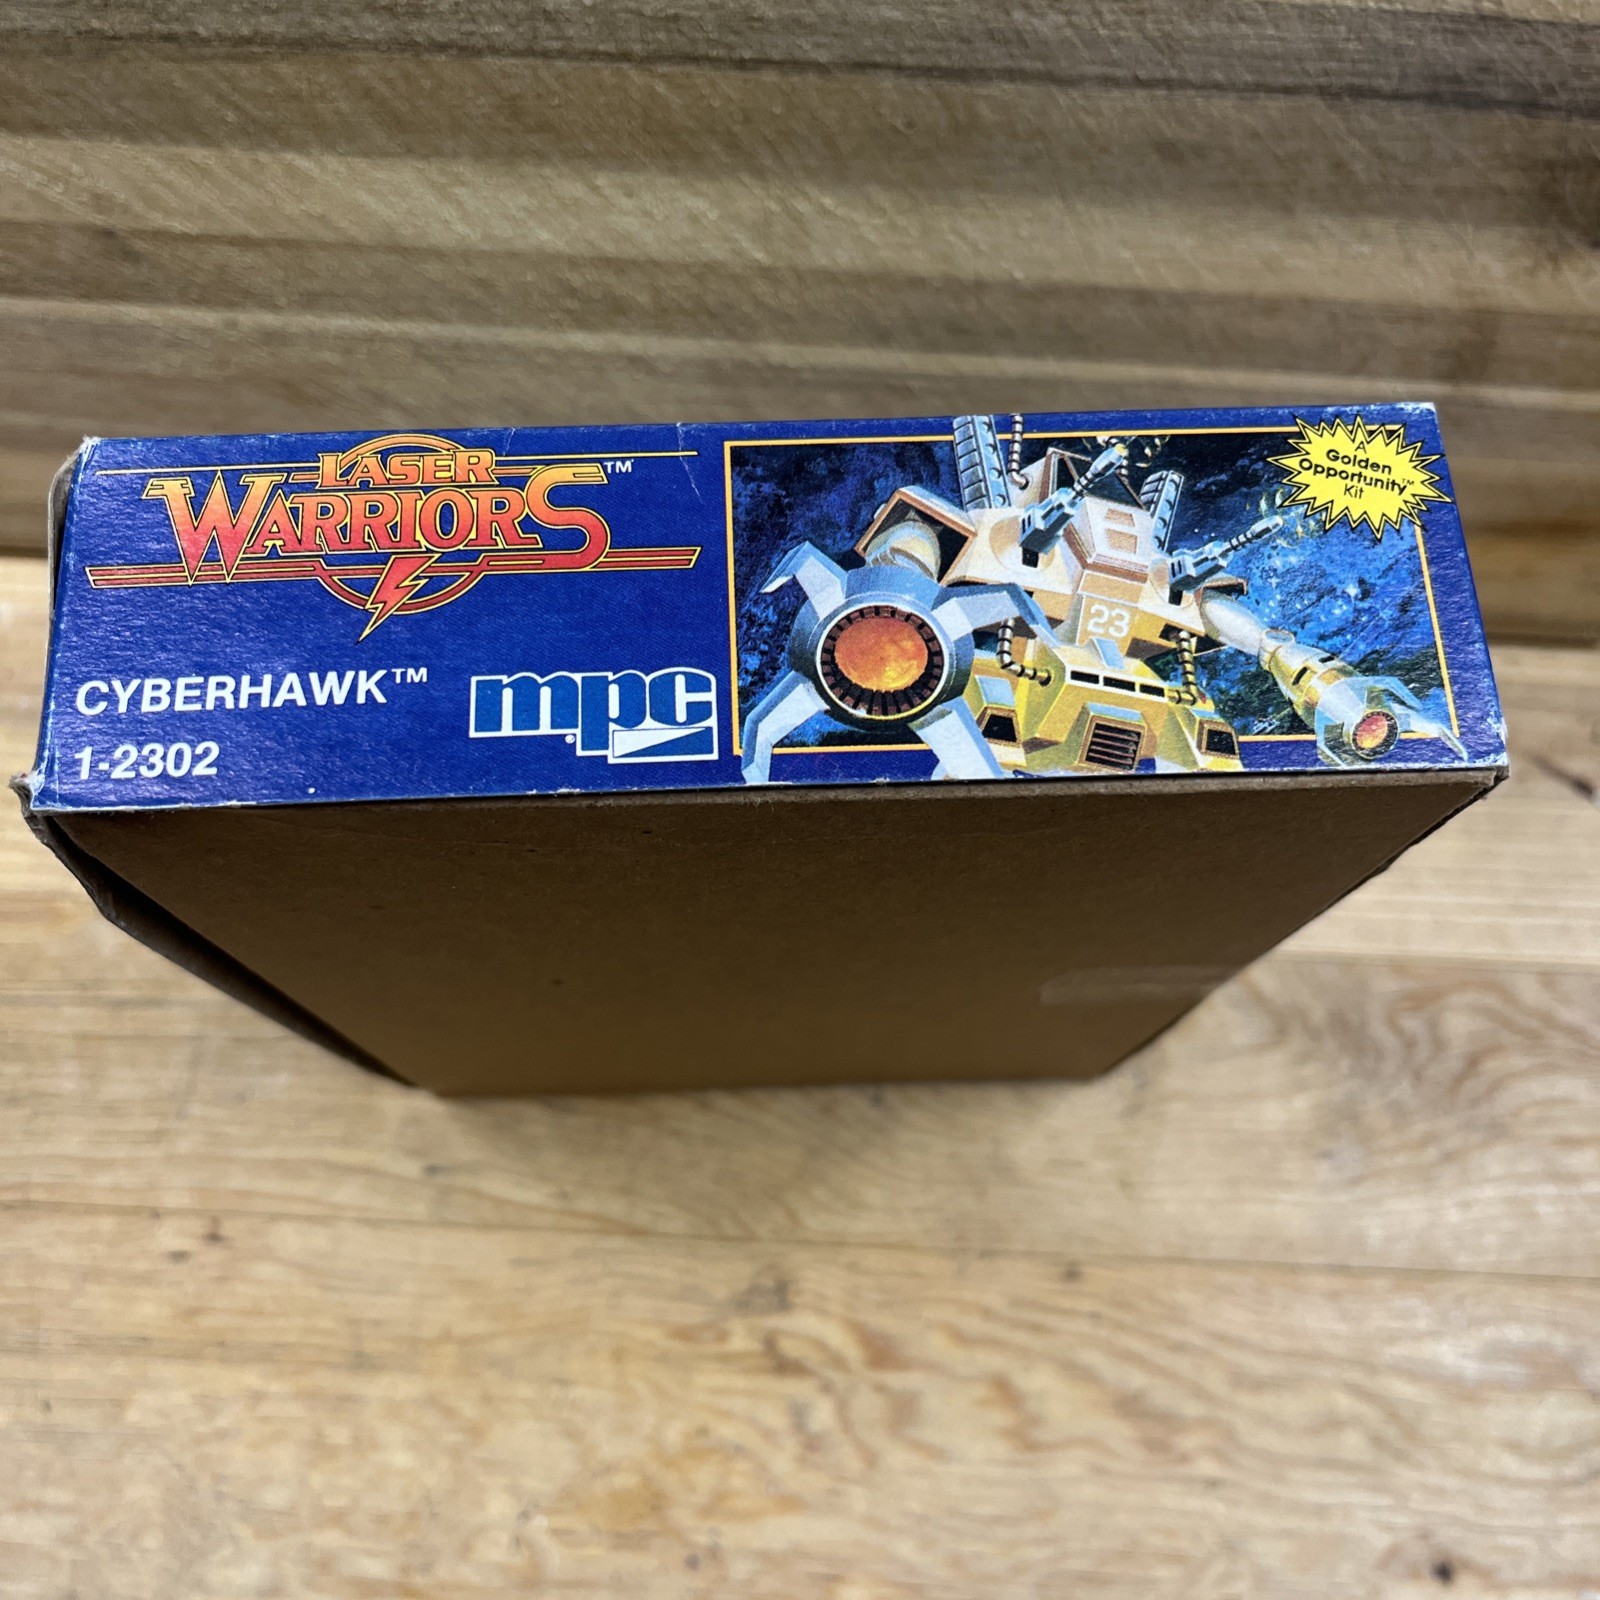 LASER
WARRIORS™
CYBERHAWK™
1-2302
mpc®
23
A
Golden
Opportunity™
Kit